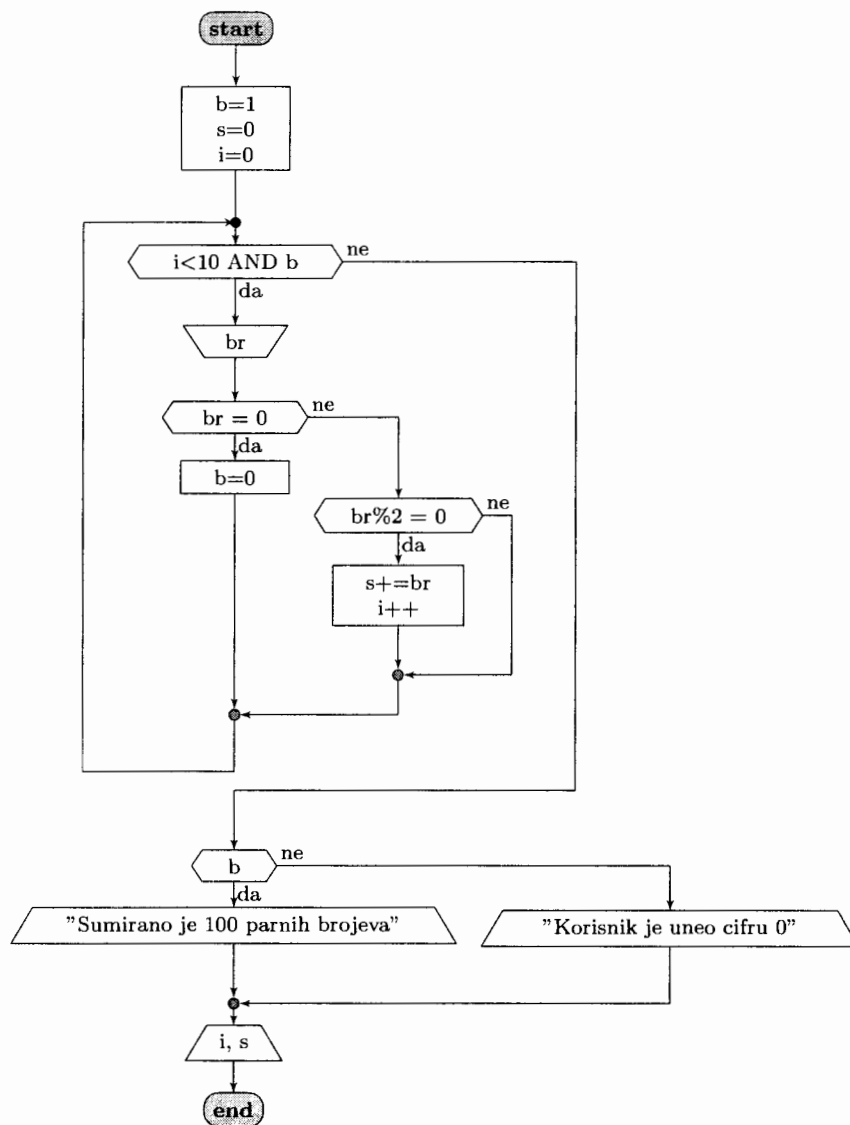 start
b=1
s=0
i=0
i<10 AND b
ne
da
br
br = 0
ne
da
b=0
br%2 = 0
ne
da
s+=br
i++
b
ne
da
"Sumirano je 100 parnih brojeva"
"Korisnik je uneo cifru 0"
i, s
end